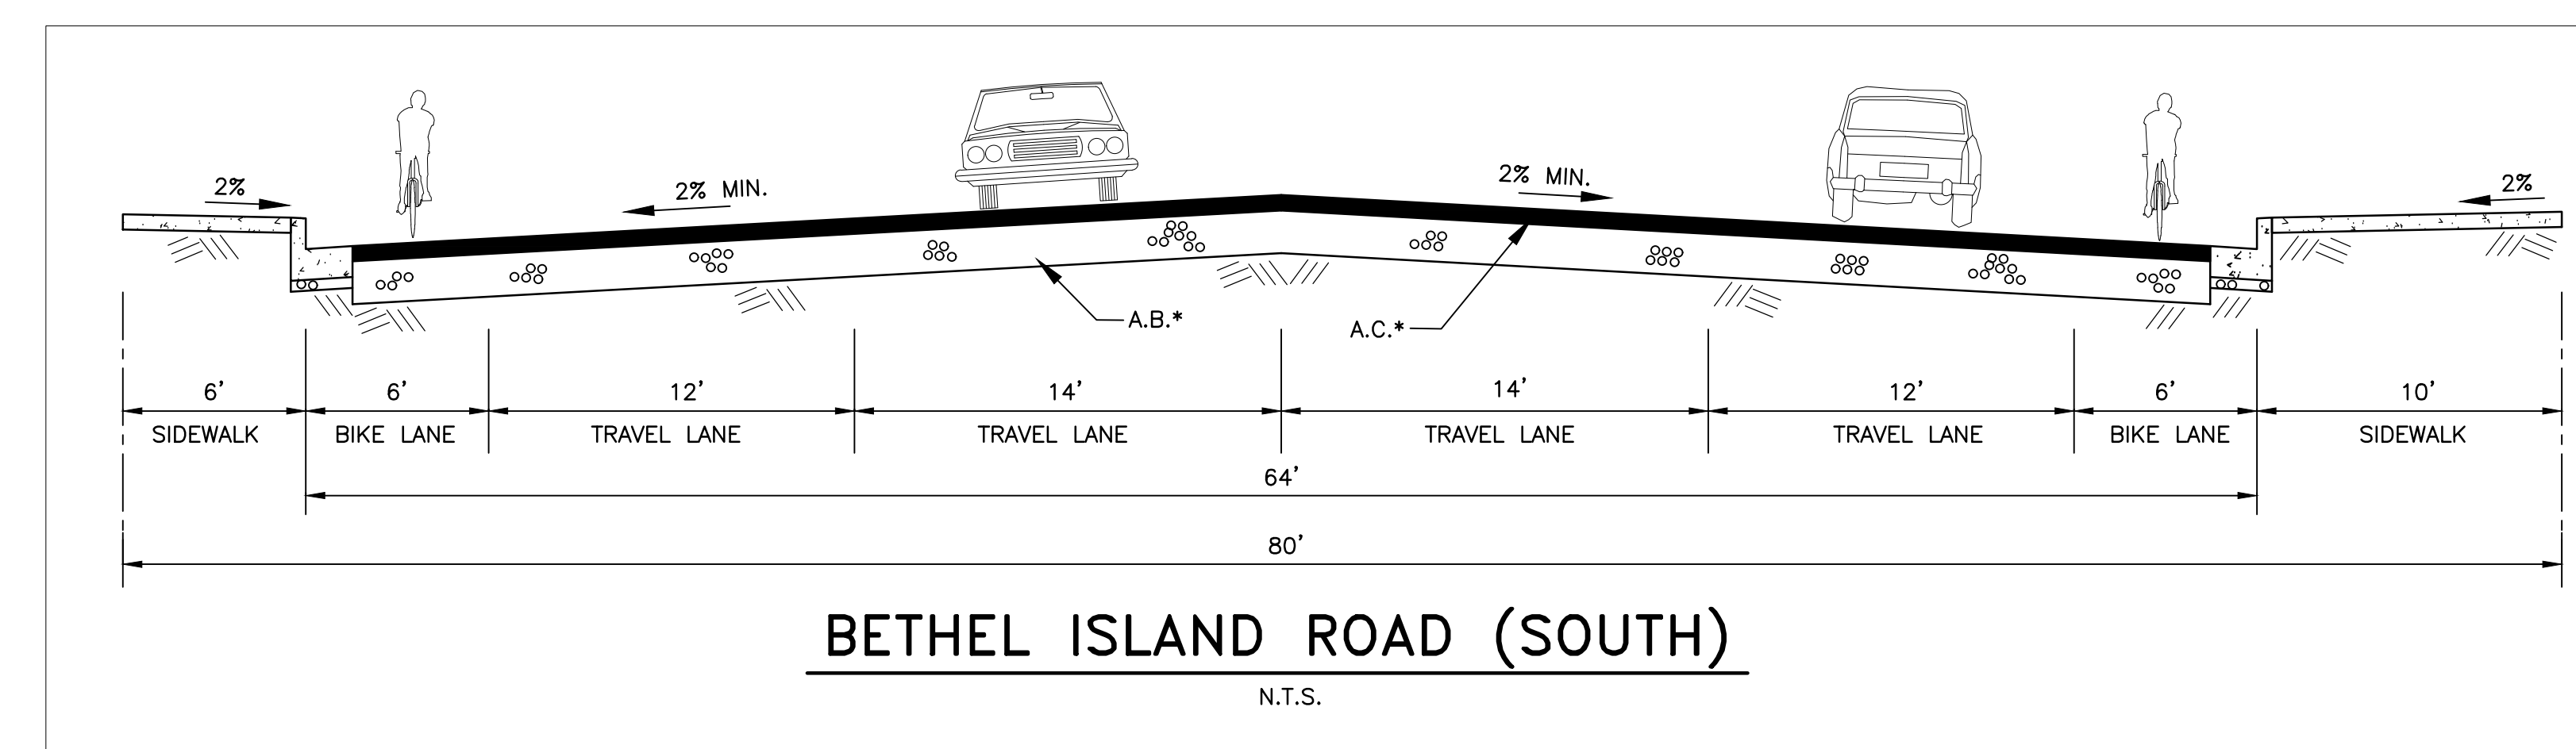 2%
2% MIN.
2% MIN.
2%
A.B.*
A.C.*
6' 6' 12' 14' 14' 12' 6' 10'
SIDEWALK BIKE LANE TRAVEL LANE TRAVEL LANE TRAVEL LANE TRAVEL LANE BIKE LANE SIDEWALK
64'
80'
BETHEL ISLAND ROAD (SOUTH)
N.T.S.